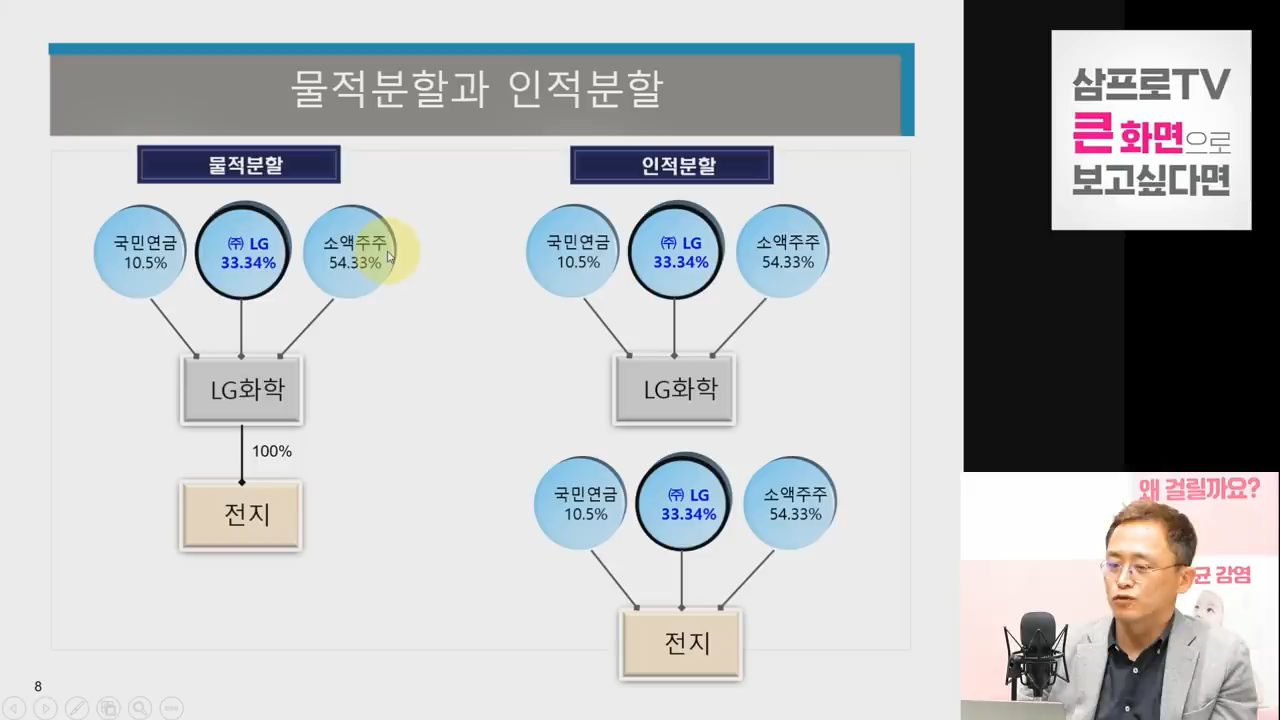 물적분할과 인적분할
물적분할
국민연금
10.5%
㈜ LG
33.34%
소액주주
54.33%
LG화학
100%
전지
인적분할
국민연금
10.5%
㈜ LG
33.34%
소액주주
54.33%
LG화학
국민연금
10.5%
㈜ LG
33.34%
소액주주
54.33%
전지
8
삼프로TV
큰 화면으로
보고싶다면
왜 걸릴까요?
균 감염